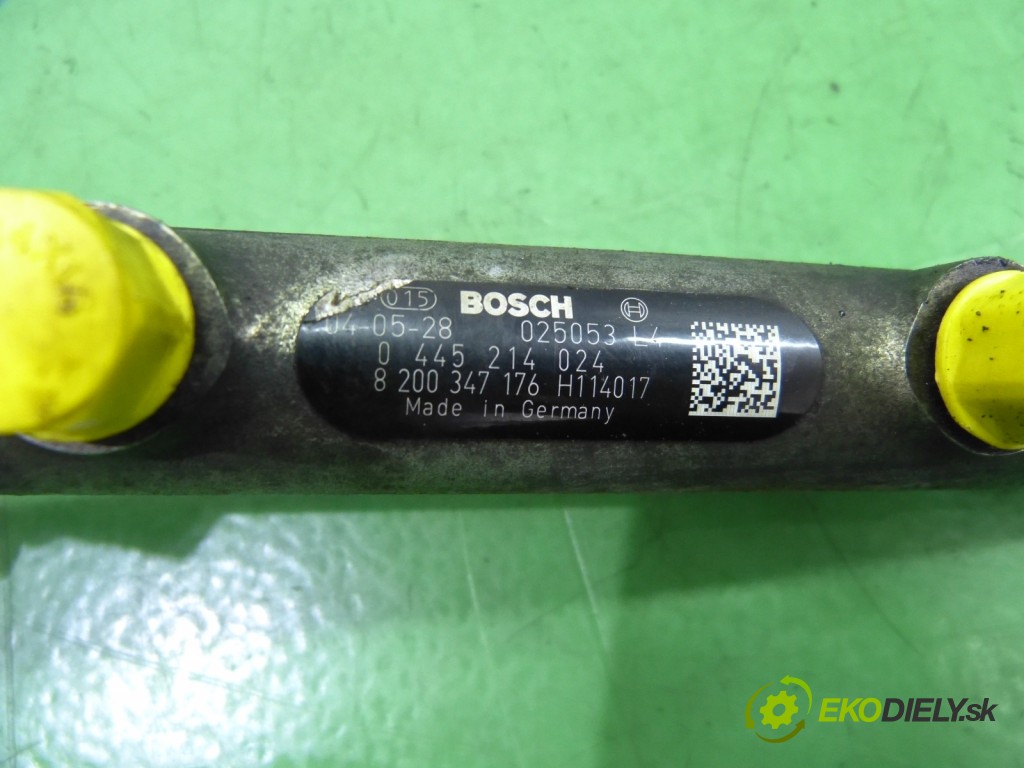 015 BOSCH
04-05-28 025053 L4
0 445 214 024
8 200 347 176 H114017
Made in Germany
EKODIELY.sk